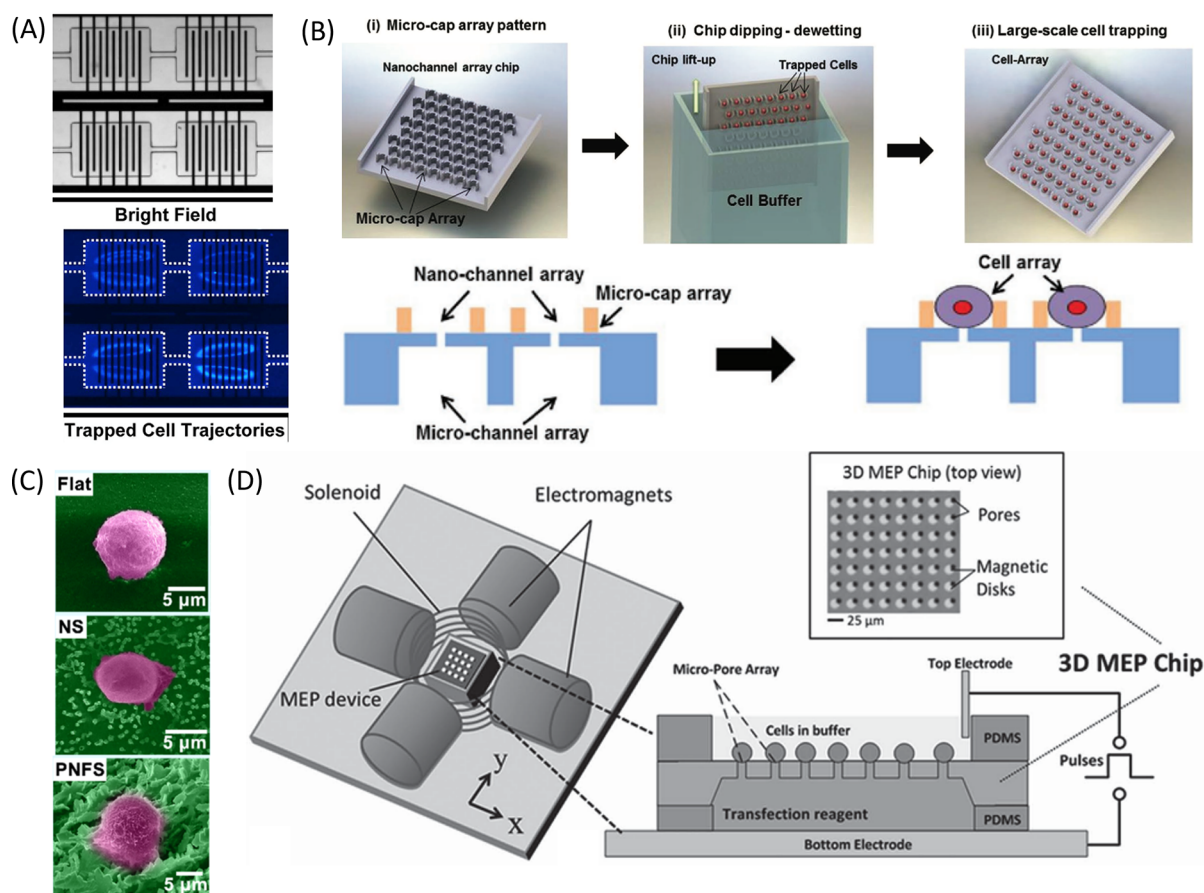 (A)
Bright Field
Trapped Cell Trajectories
(B)
(i) Micro-cap array pattern
Nanochannel array chip
Micro-cap Array
(ii) Chip dipping - dewetting
Chip lift-up
Trapped Cells
Cell Buffer
(iii) Large-scale cell trapping
Cell-Array
Nano-channel array
Micro-cap array
Micro-channel array
Cell array
(C)
Flat
5 μm
NS
5 μm
PNFS
5 μm
(D)
Solenoid
Electromagnets
MEP device
y
x
3D MEP Chip (top view)
Pores
Magnetic
Disks
25 μm
3D MEP Chip
Top Electrode
Micro-Pore Array
Cells in buffer
PDMS
Pulses
Transfection reagent
PDMS
Bottom Electrode